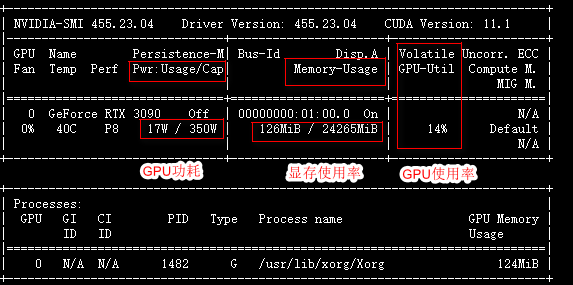 NVIDIA-SMI 455.23.04 Driver Version: 455.23.04 CUDA Version: 11.1
GPU Name Persistence-M Bus-Id Disp.A Volatile Uncorr. ECC
Fan Temp Perf Pwr:Usage/Cap Memory-Usage GPU-Util Compute M.
MIG M.
0 GeForce RTX 3090 Off 00000000:01:00.0 On N/A
0% 40C P8 17W / 350W 126MiB / 24265MiB 14% Default
N/A
GPU功耗 显存使用率 GPU使用率
Processes:
GPU GI CI PID Type Process name GPU Memory
ID ID Usage
0 N/A N/A 1482 G /usr/lib/xorg/Xorg 124MiB